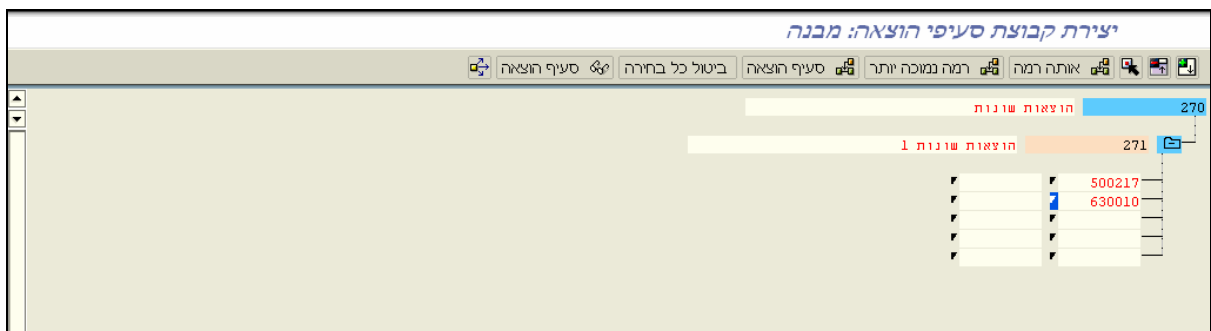 יצירת קבוצת סעיפי הוצאה: מבנה
אותה רמה רמה נמוכה יותר סעיף הוצאה ביטול כל בחירה סעיף הוצאה
270 הוצאות שונות
271 הוצאות שונות 1
500217
630010